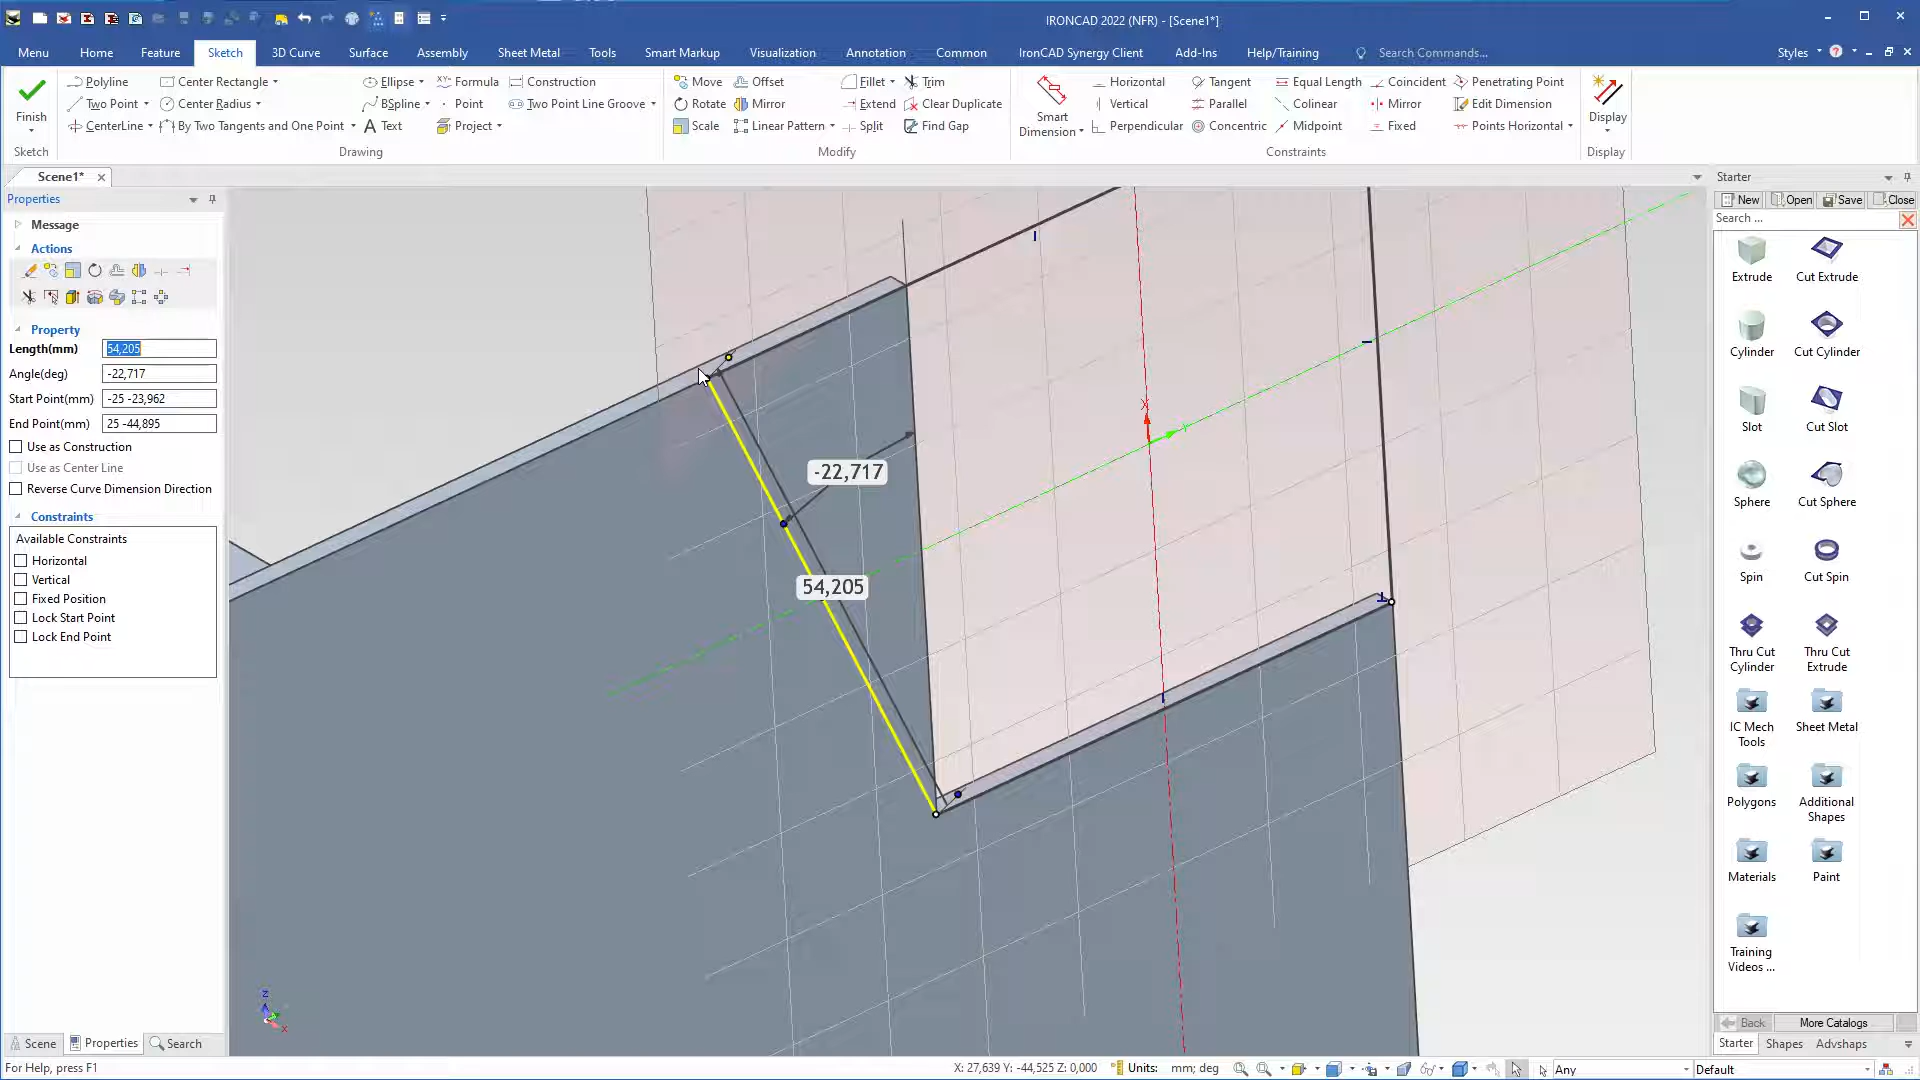 IRONCAD 2022 (NFR) - [Scene1*]
Menu Home Feature Sketch 3D Curve Surface Assembly Sheet Metal Tools Smart Markup Visualization Annotation Common IronCAD Synergy Client Add-Ins Help/Training Search Commands... Styles
Polyline Center Rectangle Ellipse Formula Construction Move Offset Fillet Trim Horizontal Tangent Equal Length Coincident Penetrating Point
Two Point Center Radius BSpline Point Two Point Line Groove Rotate Mirror Extend Clear Duplicate Vertical Parallel Colinear Mirror Edit Dimension
Finish Smart Dimension Display
CenterLine By Two Tangents and One Point Text Project Scale Linear Pattern Split Find Gap Perpendicular Concentric Midpoint Fixed Points Horizontal
Sketch Drawing Modify Constraints Display
Scene1*
Properties
Message
Actions
Property
Length(mm) 54,205
Angle(deg) -22,717
Start Point(mm) -25 -23,962
End Point(mm) 25 -44,895
Use as Construction
Use as Center Line
Reverse Curve Dimension Direction
Constraints
Available Constraints
Horizontal
Vertical
Fixed Position
Lock Start Point
Lock End Point
Scene Properties Search
-22,717
54,205
X
Y
Z
X
Starter
New Open Save Close
Search ...
Extrude Cut Extrude
Cylinder Cut Cylinder
Slot Cut Slot
Sphere Cut Sphere
Spin Cut Spin
Thru Cut Cylinder
Thru Cut Extrude
IC Mech Tools
Sheet Metal
Polygons
Additional Shapes
Materials Paint
Training Videos ...
Back More Catalogs
Starter Shapes Advshaps
For Help, press F1
X: 27,639 Y: -44,525 Z: 0,000 Units: mm; deg Any Default